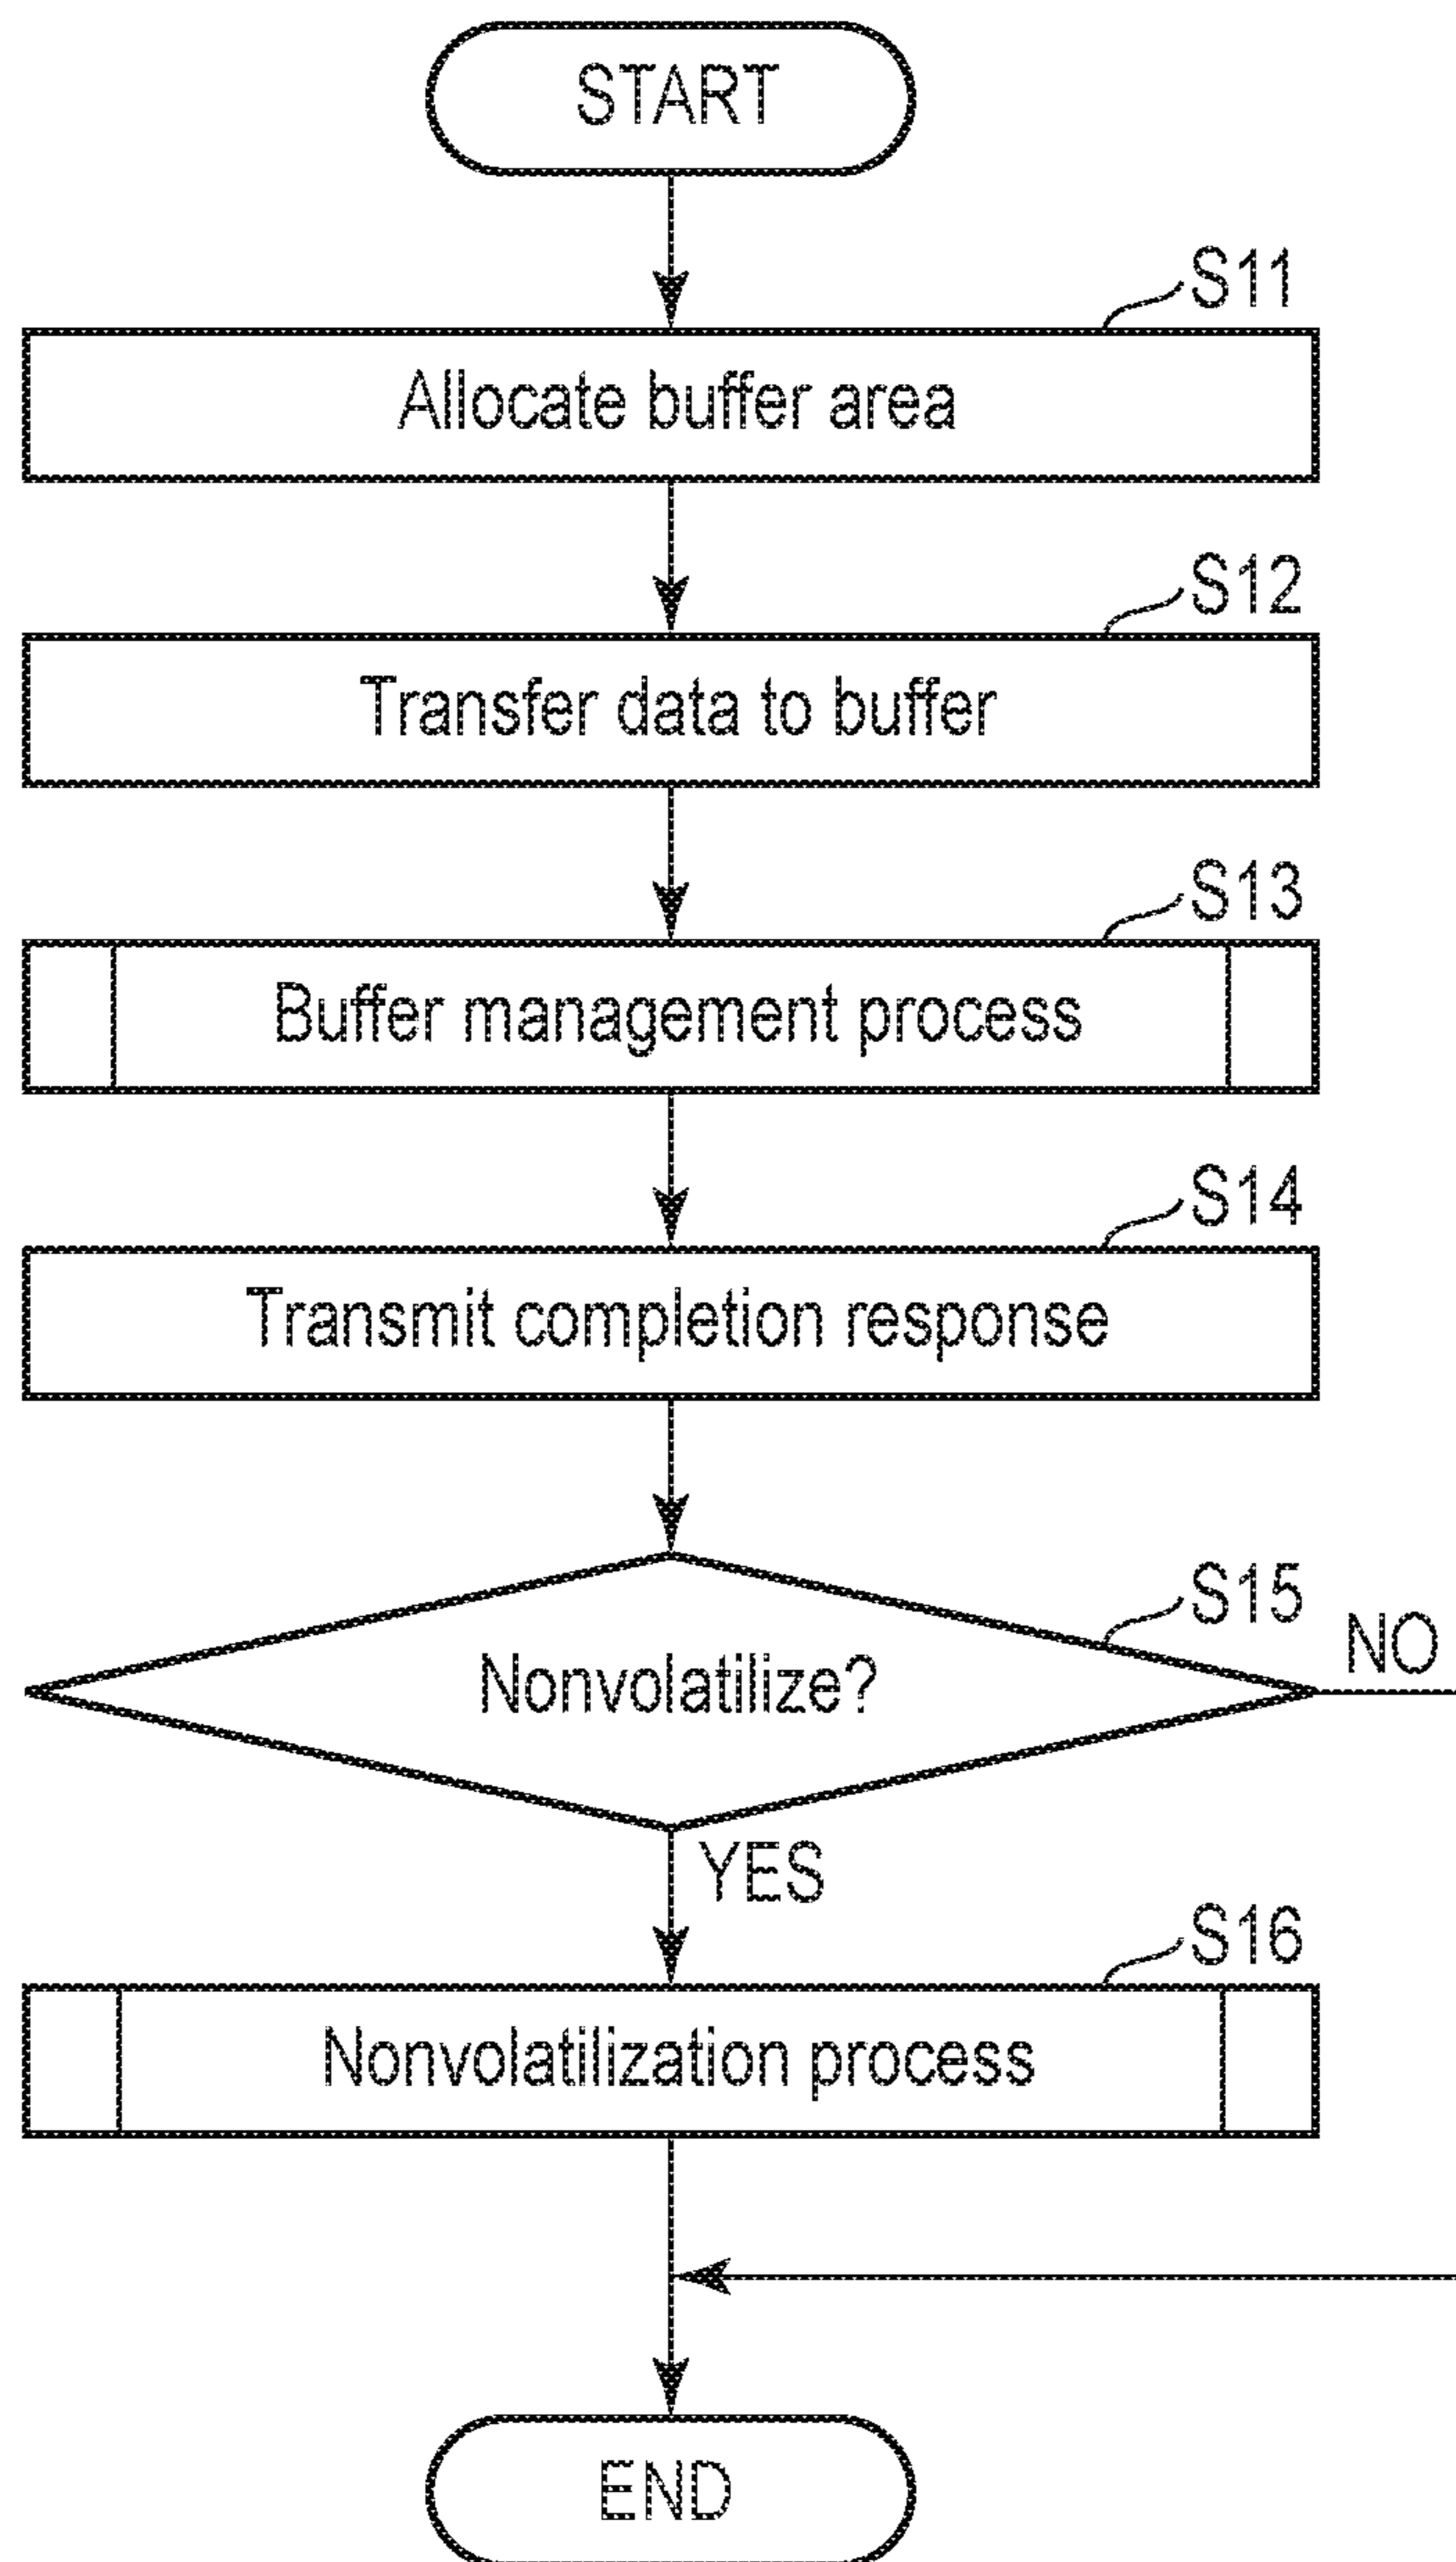 START
S11
Allocate buffer area
S12
Transfer data to buffer
S13
Buffer management process
S14
Transmit completion response
S15
NO
Nonvolatilize?
YES
S16
Nonvolatilization process
END